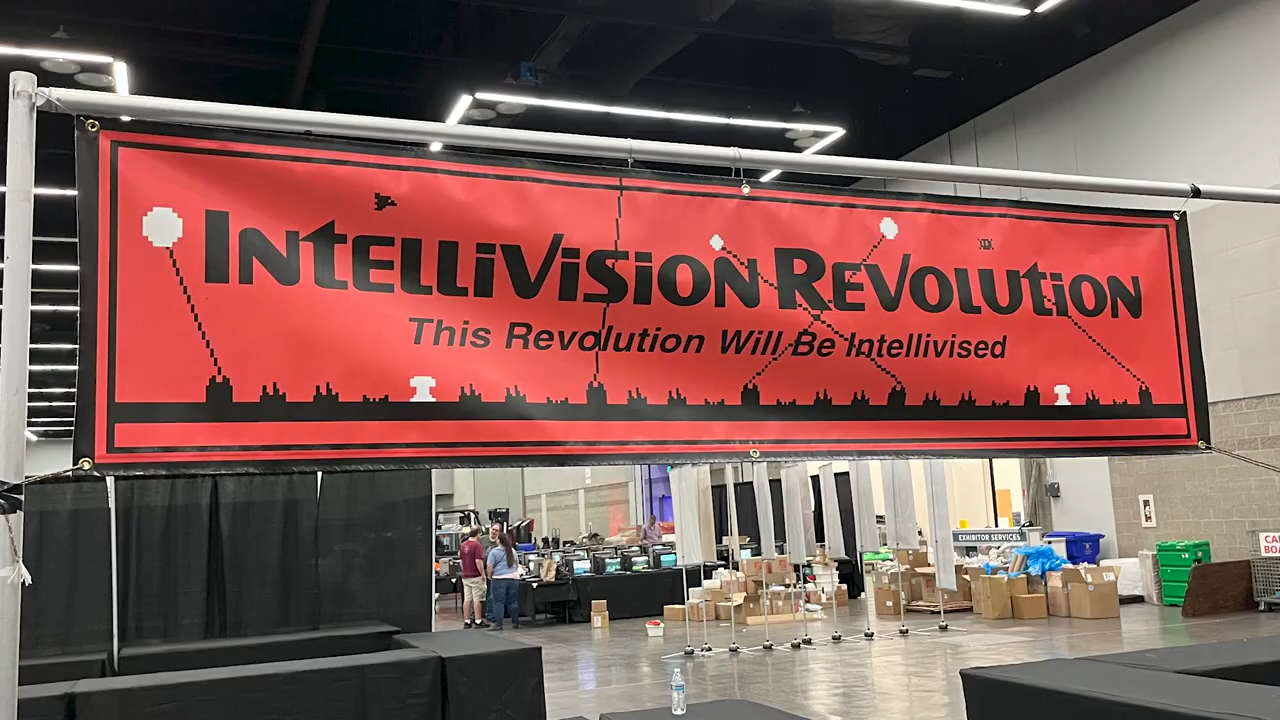 INTELLIVISION REVOLUTION
This Revolution Will Be Intellivised
EXHIBITOR SERVICES